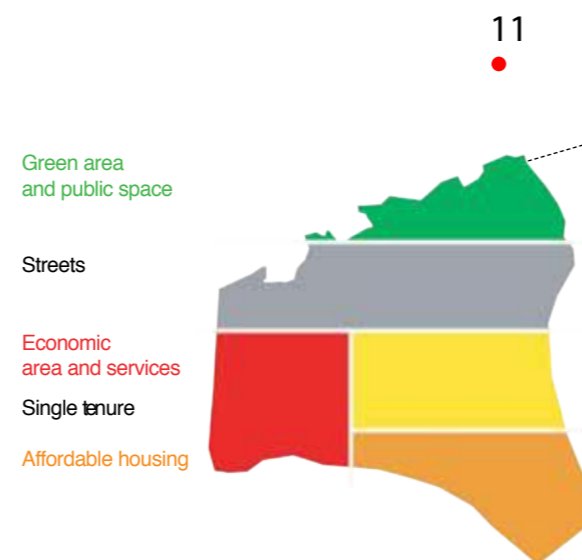 11
Green area
and public space
Streets
Economic
area and services
Single tenure
Affordable housing